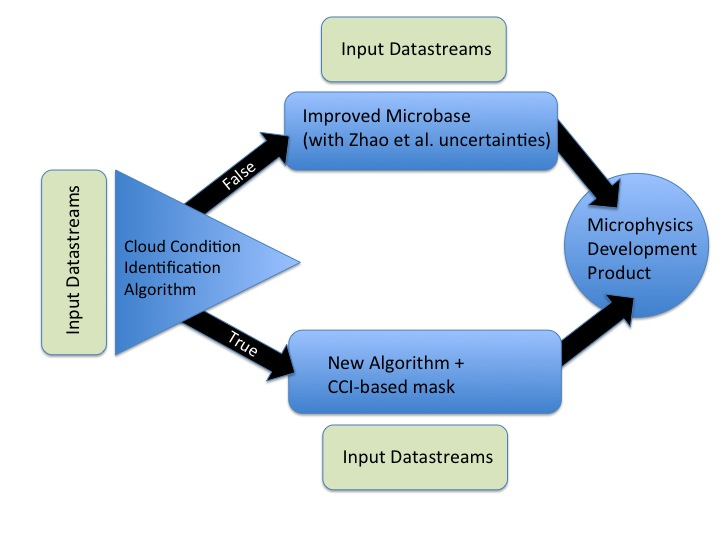 Input Datastreams
Improved Microbase
(with Zhao et al. uncertainties)
False
Input Datastreams
Cloud Condition
Identification
Algorithm
Microphysics
Development
Product
True
New Algorithm +
CCI-based mask
Input Datastreams